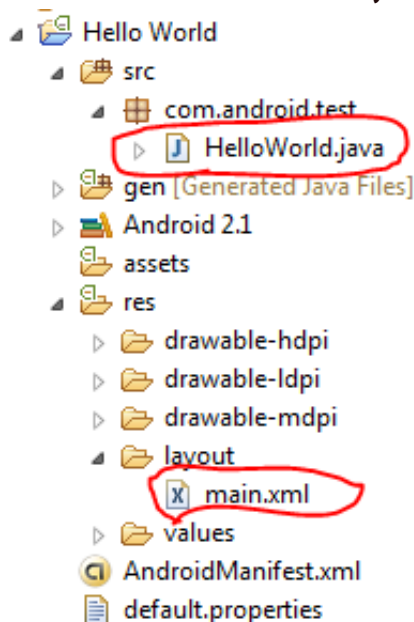 Hello World
src
com.android.test
HelloWorld.java
gen [Generated Java Files]
Android 2.1
assets
res
drawable-hdpi
drawable-ldpi
drawable-mdpi
layout
main.xml
values
AndroidManifest.xml
default.properties